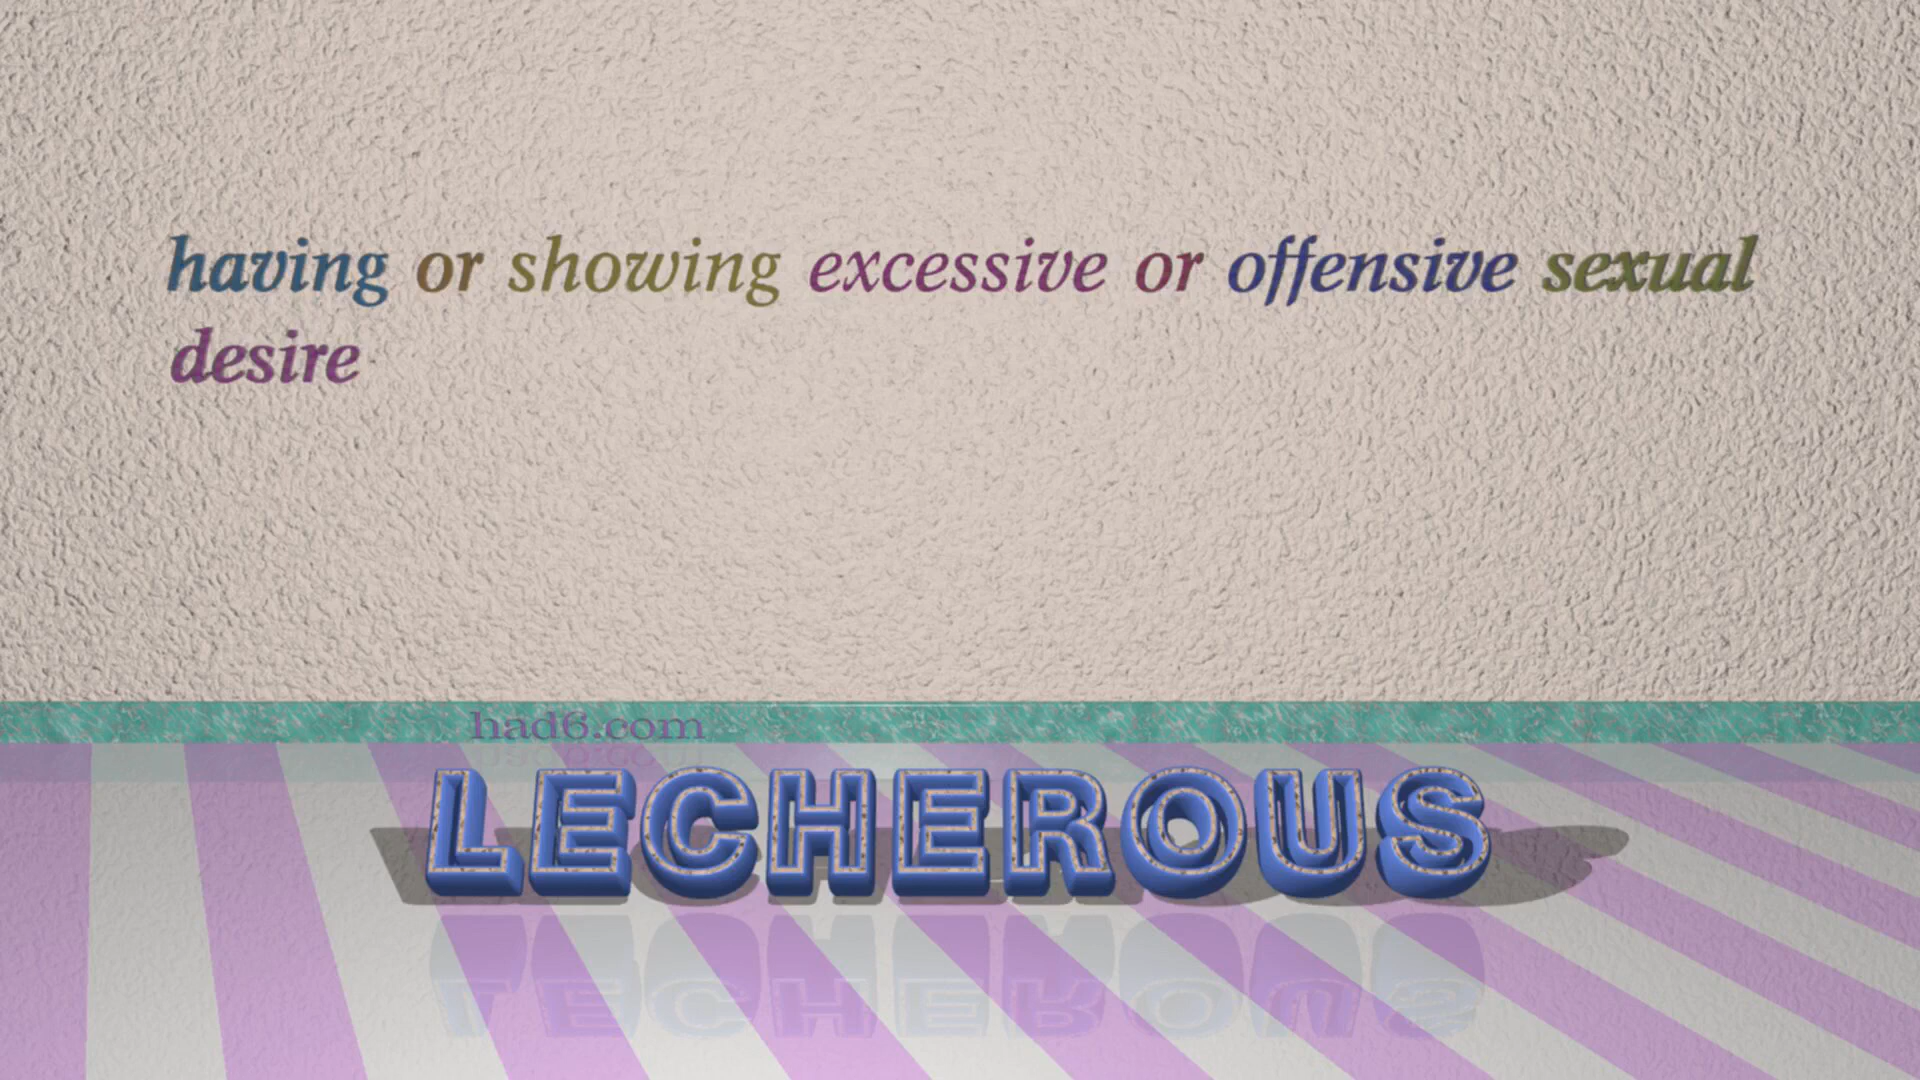 having or showing excessive or offensive sexual
desire
had6.com
LECHEROUS